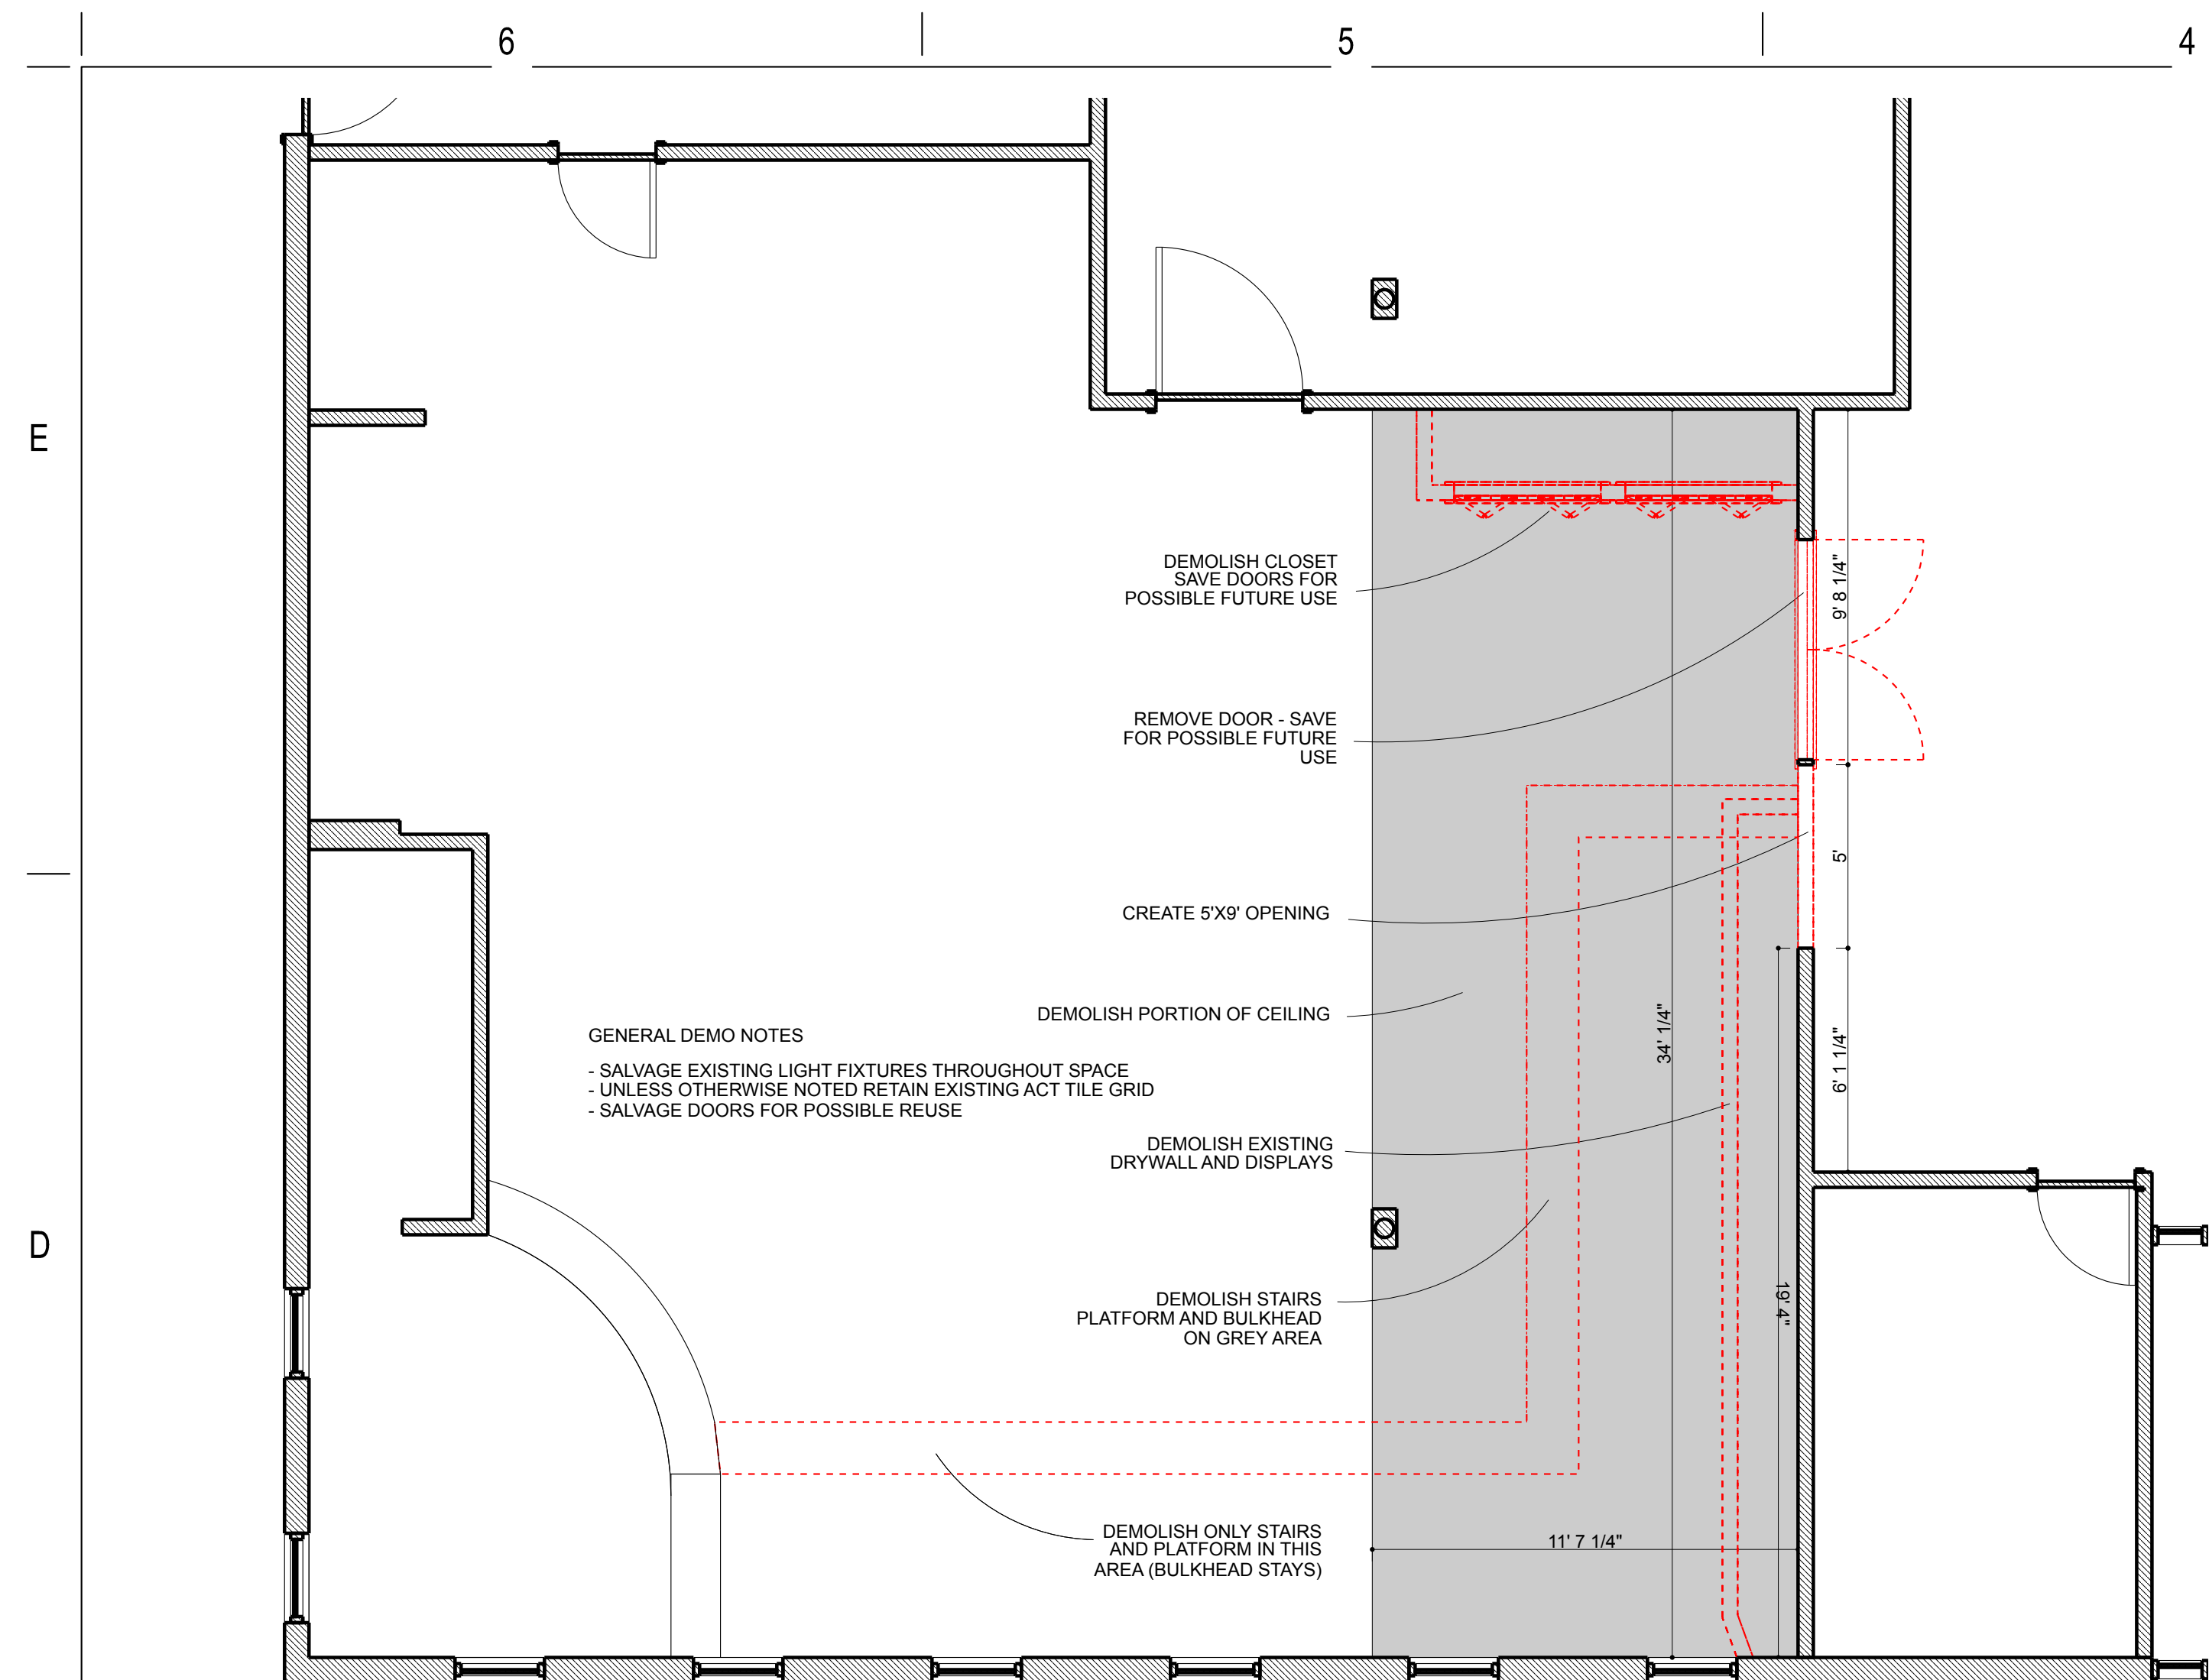 6
5
4
E
D
DEMOLISH CLOSET
SAVE DOORS FOR
POSSIBLE FUTURE USE
9' 8 1/4"
REMOVE DOOR - SAVE
FOR POSSIBLE FUTURE
USE
5'
CREATE 5'X9' OPENING
DEMOLISH PORTION OF CEILING
34' 1/4"
6' 1 1/4"
GENERAL DEMO NOTES
- SALVAGE EXISTING LIGHT FIXTURES THROUGHOUT SPACE
- UNLESS OTHERWISE NOTED RETAIN EXISTING ACT TILE GRID
- SALVAGE DOORS FOR POSSIBLE REUSE
DEMOLISH EXISTING
DRYWALL AND DISPLAYS
19' 4"
DEMOLISH STAIRS
PLATFORM AND BULKHEAD
ON GREY AREA
DEMOLISH ONLY STAIRS
AND PLATFORM IN THIS
AREA (BULKHEAD STAYS)
11' 7 1/4"